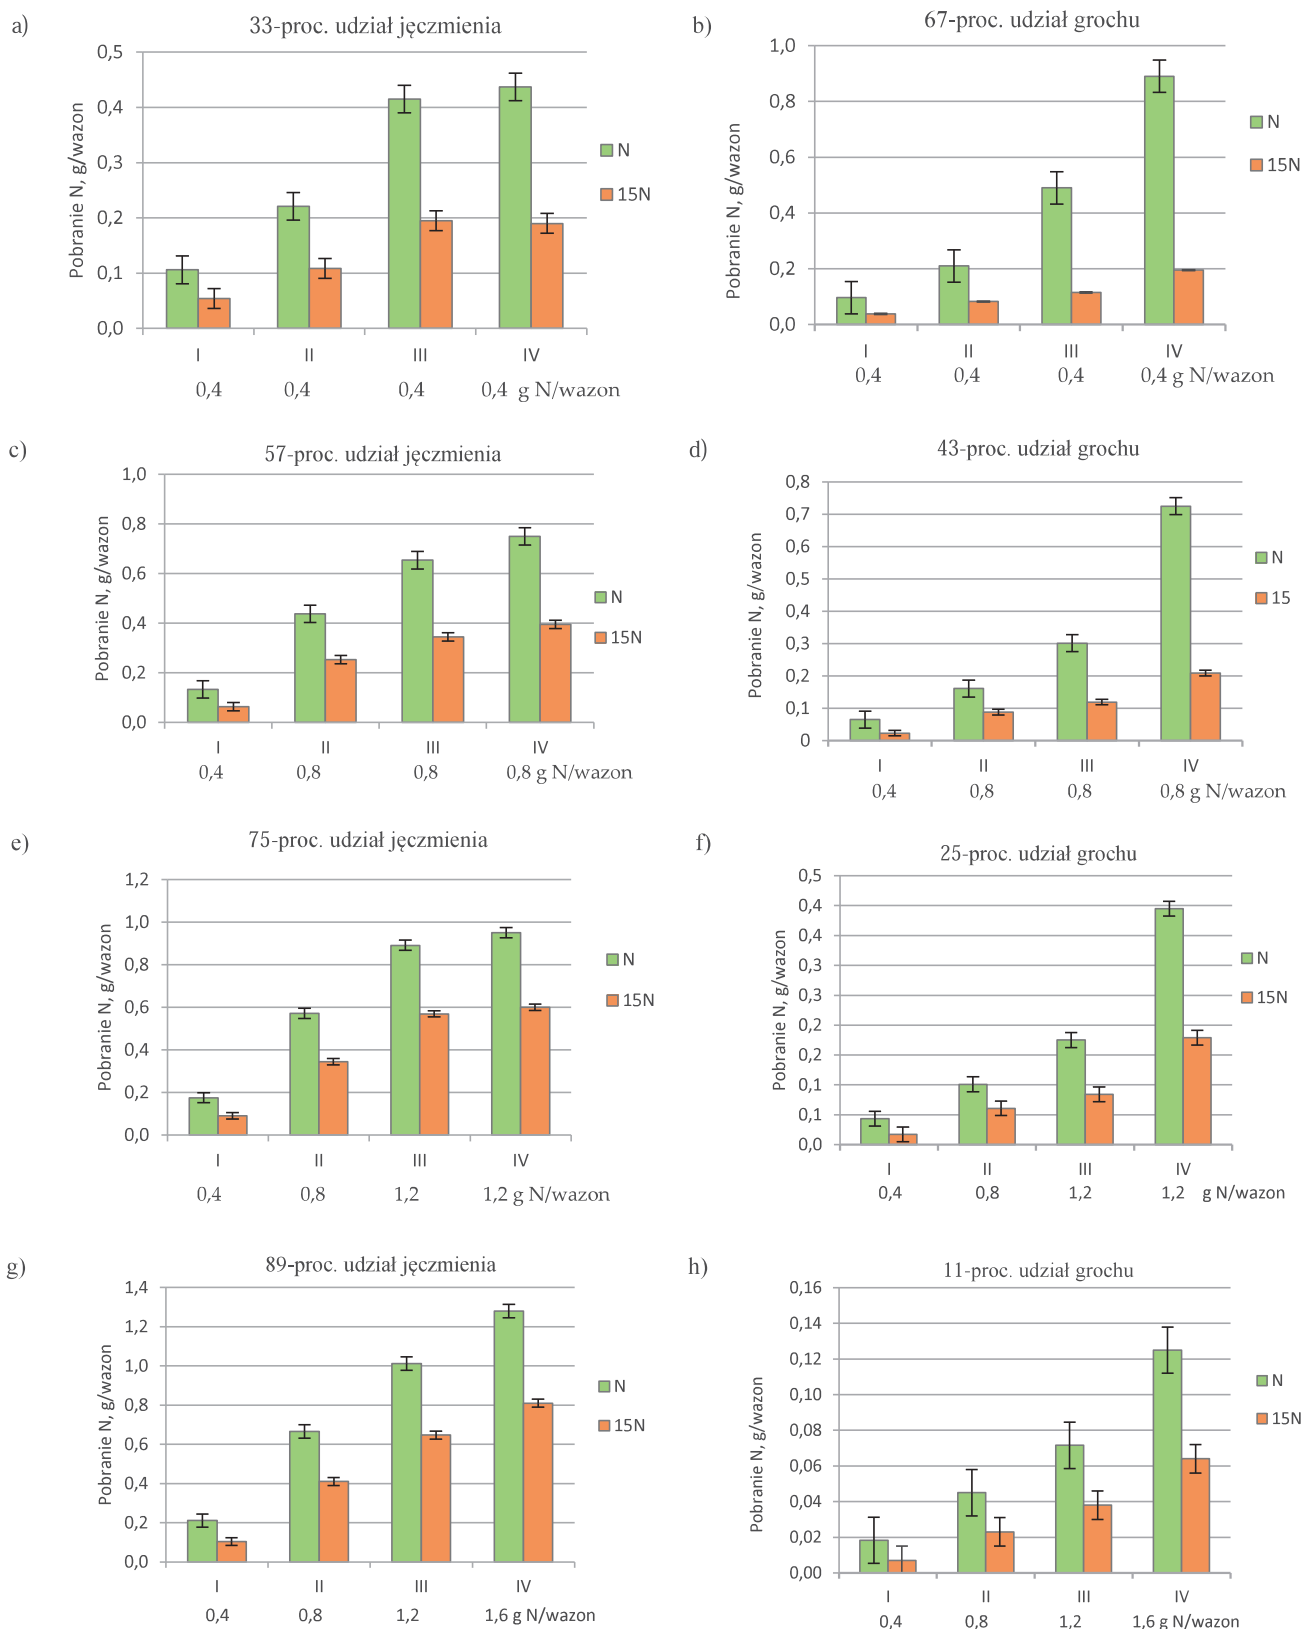 a)
33-proc. udział jęczmienia
Pobranie N, g/wazon
0,5
0,4
0,3
0,2
0,1
0,0
N
15N
I II III IV
0,4 0,4 0,4 0,4 g N/wazon
b)
67-proc. udział grochu
Pobranie N, g/wazon
1,0
0,8
0,6
0,4
0,2
0,0
N
15N
I II III IV
0,4 0,4 0,4 0,4 g N/wazon
c)
57-proc. udział jęczmienia
Pobranie N, g/wazon
1,0
0,8
0,6
0,4
0,2
0,0
N
15N
I II III IV
0,4 0,8 0,8 0,8 g N/wazon
d)
43-proc. udział grochu
Pobranie N, g/wazon
0,8
0,7
0,6
0,5
0,4
0,3
0,2
0,1
0
N
15
I II III IV
0,4 0,8 0,8 0,8 g N/wazon
e)
75-proc. udział jęczmienia
Pobranie N, g/wazon
1,2
1,0
0,8
0,6
0,4
0,2
0,0
N
15N
I II III IV
0,4 0,8 1,2 1,2 g N/wazon
f)
25-proc. udział grochu
Pobranie N, g/wazon
0,5
0,4
0,4
0,3
0,3
0,2
0,2
0,1
0,1
0,0
N
15N
I II III IV
0,4 0,8 1,2 1,2 g N/wazon
g)
89-proc. udział jęczmienia
Pobranie N, g/wazon
1,4
1,2
1,0
0,8
0,6
0,4
0,2
0,0
N
15N
I II III IV
0,4 0,8 1,2 1,6 g N/wazon
h)
11-proc. udział grochu
Pobranie N, g/wazon
0,16
0,14
0,12
0,10
0,08
0,06
0,04
0,02
0,00
N
15N
I II III IV
0,4 0,8 1,2 1,6 g N/wazon